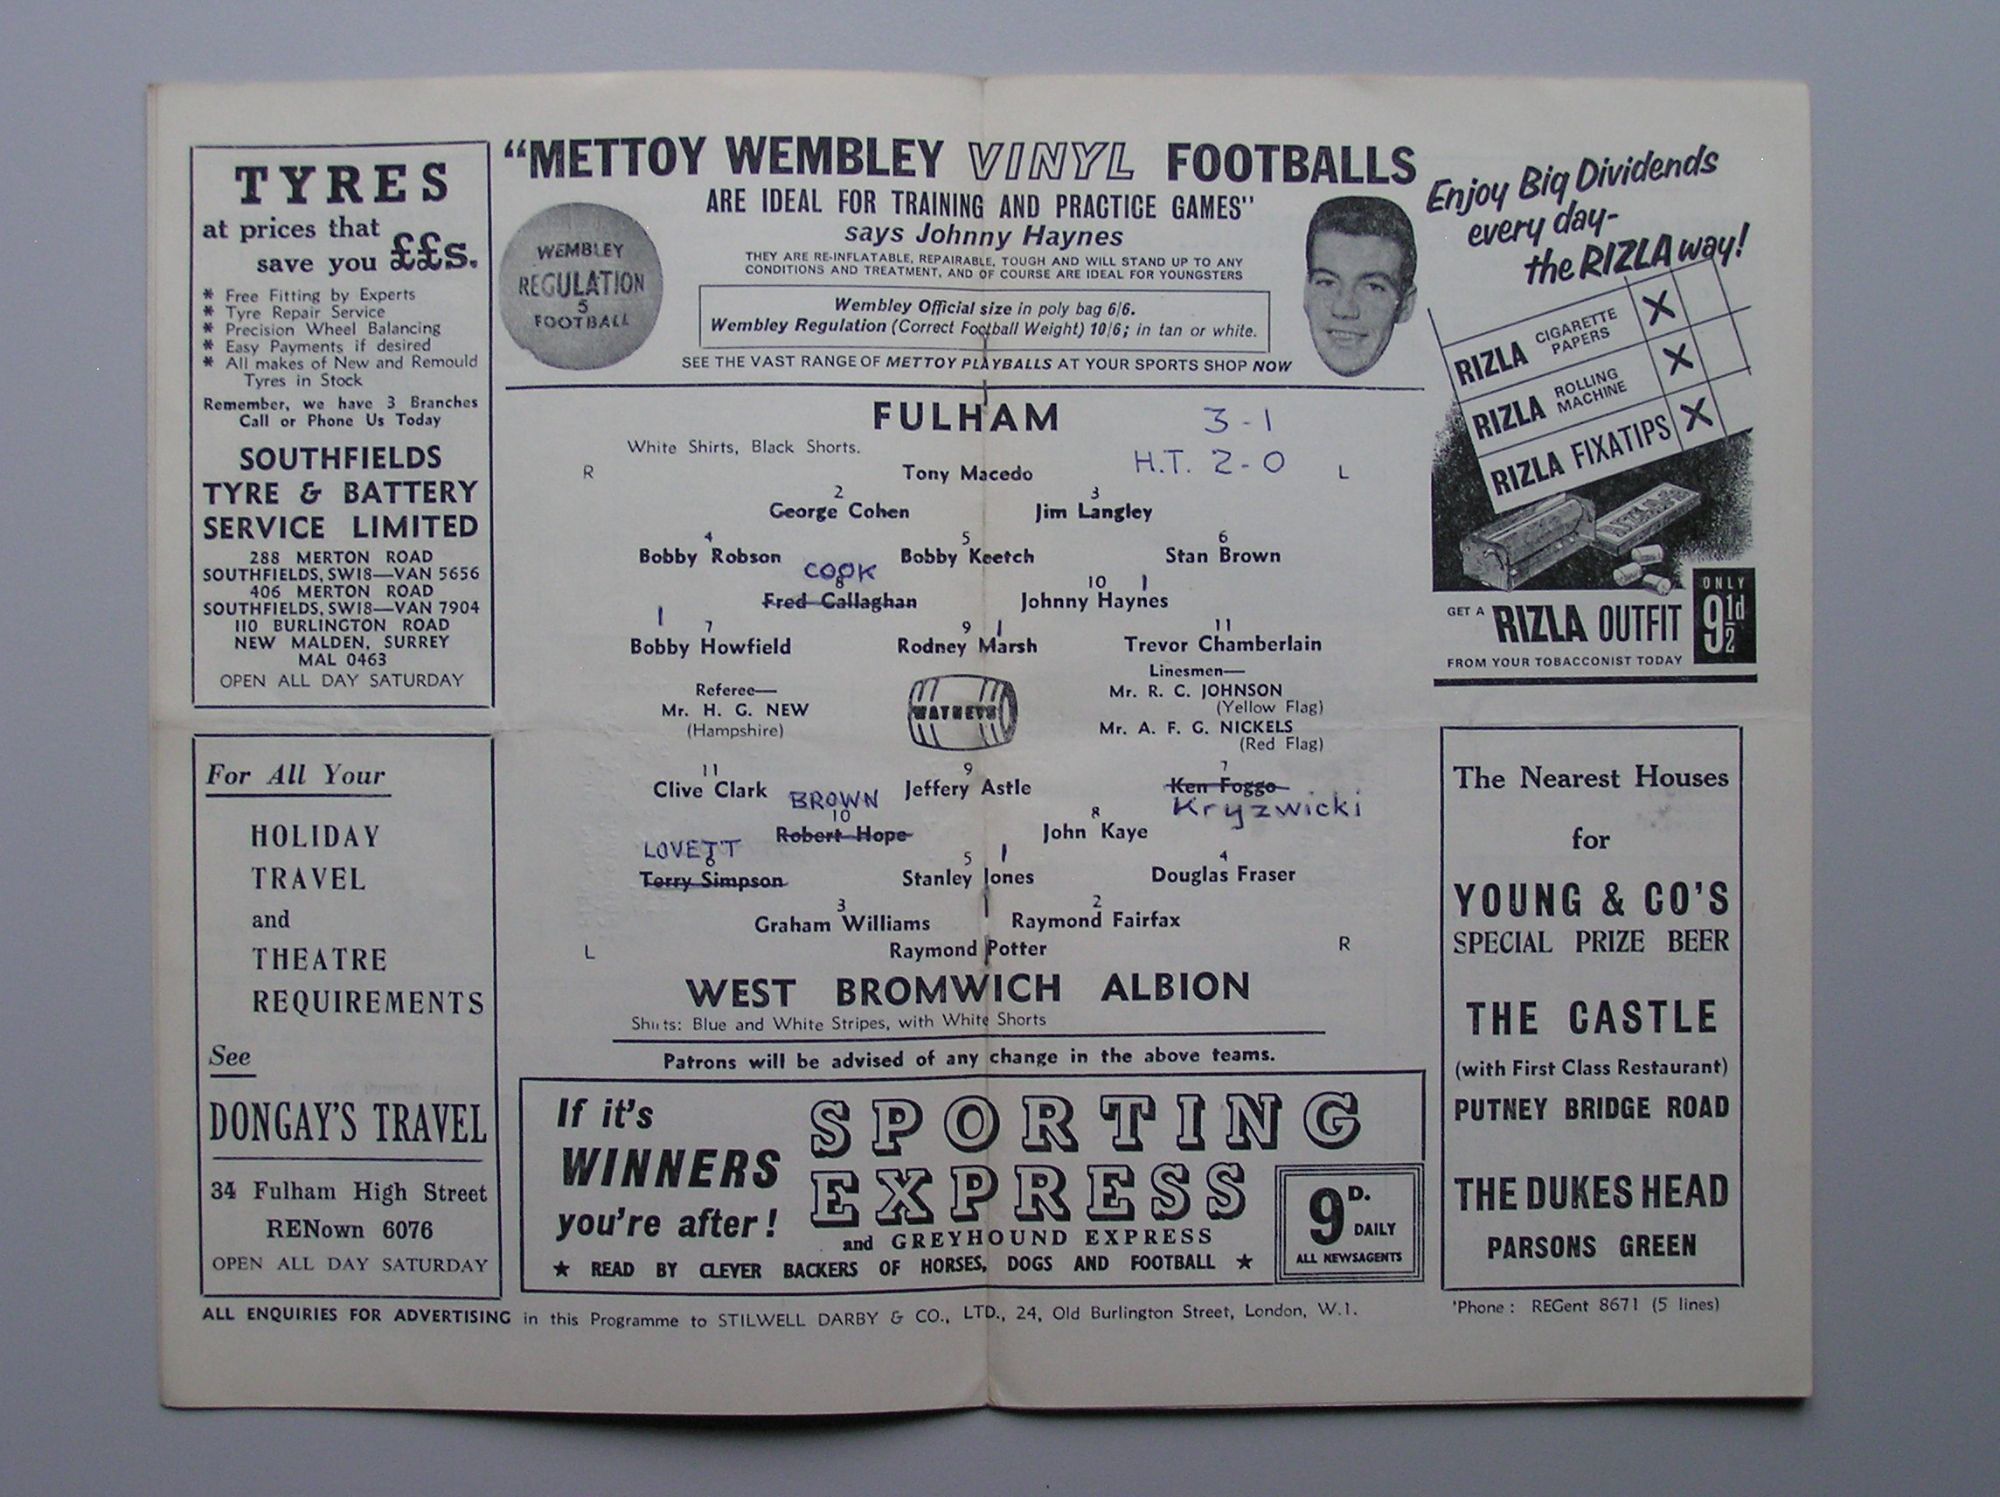 TYRES
at prices that
save you ££s.
* Free Fitting by Experts
* Tyre Repair Service
* Precision Wheel Balancing
* Easy Payments if desired
* All makes of New and Remould
Tyres in Stock
Remember, we have 3 Branches
Call or Phone Us Today
SOUTHFIELDS
TYRE & BATTERY
SERVICE LIMITED
288 MERTON ROAD
SOUTHFIELDS, SW18—VAN 5656
406 MERTON ROAD
SOUTHFIELDS, SW18—VAN 7904
110 BURLINGTON ROAD
NEW MALDEN, SURREY
MAL 0463
OPEN ALL DAY SATURDAY
For All Your
HOLIDAY
TRAVEL
and
THEATRE
REQUIREMENTS
See
DONGAY'S TRAVEL
34 Fulham High Street
RENown 6076
OPEN ALL DAY SATURDAY
"METTOY WEMBLEY VINYL FOOTBALLS
ARE IDEAL FOR TRAINING AND PRACTICE GAMES"
says Johnny Haynes
THEY ARE RE-INFLATABLE, REPAIRABLE, TOUGH AND WILL STAND UP TO ANY
CONDITIONS AND TREATMENT, AND OF COURSE ARE IDEAL FOR YOUNGSTERS
WEMBLEY
REGULATION
5
FOOTBALL
Wembley Official size in poly bag 6/6.
Wembley Regulation (Correct Football Weight) 10/6; in tan or white.
SEE THE VAST RANGE OF METTOY PLAYBALLS AT YOUR SPORTS SHOP NOW
FULHAM 3-1
White Shirts, Black Shorts.
H.T. 2-0
R Tony Macedo L
2 3
George Cohen Jim Langley
4 5 6
Bobby Robson Bobby Keetch Stan Brown
COOK
8 10 1
Fred Callaghan Johnny Haynes
1 7 9 1 11
Bobby Howfield Rodney Marsh Trevor Chamberlain
Referee—
Mr. H. G. NEW
(Hampshire)
WATNEYS
Linesmen—
Mr. R. C. JOHNSON
(Yellow Flag)
Mr. A. F. G. NICKELS
(Red Flag)
11 9 7
Clive Clark Jeffery Astle Ken Foggo
BROWN Kryzwicki
10 8
Robert Hope John Kaye
LOVETT
6 5 1 4
Terry Simpson Stanley Jones Douglas Fraser
3 2
Graham Williams Raymond Fairfax
L Raymond Potter R
WEST BROMWICH ALBION
Shirts: Blue and White Stripes, with White Shorts
Patrons will be advised of any change in the above teams.
If it's
WINNERS
you're after!
SPORTING
EXPRESS
and GREYHOUND EXPRESS
9D. DAILY
ALL NEWSAGENTS
★ READ BY CLEVER BACKERS OF HORSES, DOGS AND FOOTBALL ★
Enjoy Big Dividends
every day-
the RIZLA way!
RIZLA CIGARETTE PAPERS X
RIZLA ROLLING MACHINE X
RIZLA FIXATIPS X
GET A RIZLA OUTFIT
ONLY
9½d
FROM YOUR TOBACCONIST TODAY
The Nearest Houses
for
YOUNG & CO'S
SPECIAL PRIZE BEER
THE CASTLE
(with First Class Restaurant)
PUTNEY BRIDGE ROAD
THE DUKES HEAD
PARSONS GREEN
ALL ENQUIRIES FOR ADVERTISING in this Programme to STILWELL DARBY & CO., LTD., 24, Old Burlington Street, London, W.1. 'Phone : REGent 8671 (5 lines)